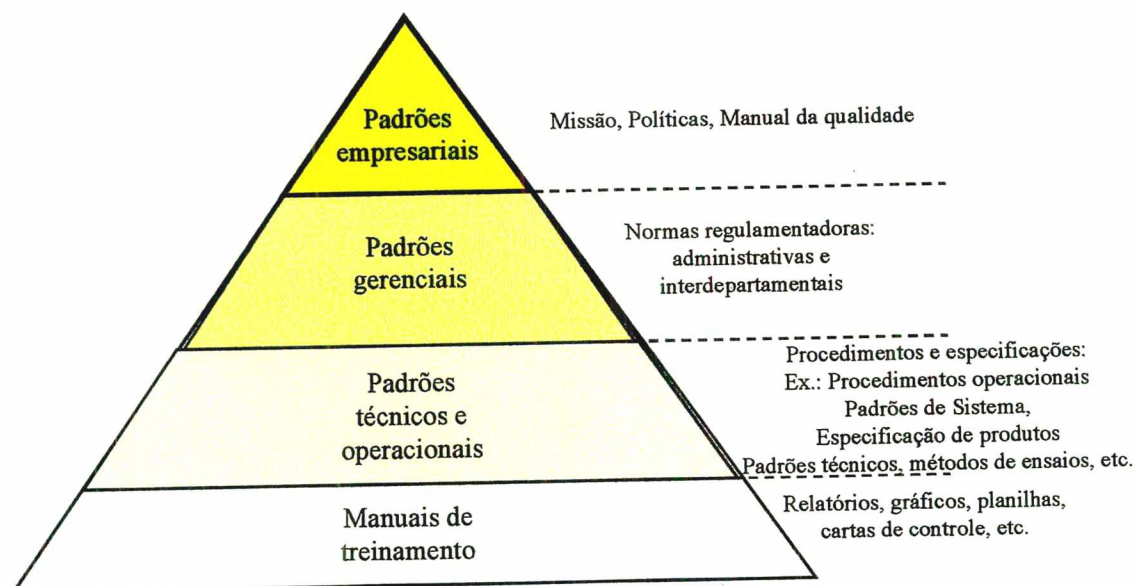 Padrões
empresariais
Missão, Políticas, Manual da qualidade
Padrões
gerenciais
Normas regulamentadoras:
administrativas e
interdepartamentais
Padrões
técnicos e
operacionais
Procedimentos e especificações:
Ex.: Procedimentos operacionais
Padrões de Sistema,
Especificação de produtos
Padrões técnicos, métodos de ensaios, etc.
Manuais de
treinamento
Relatórios, gráficos, planilhas,
cartas de controle, etc.